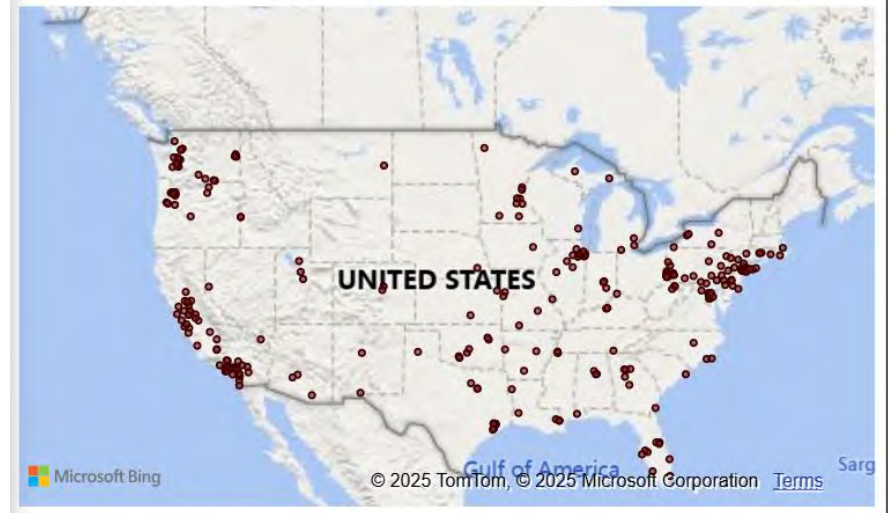 UNITED STATES
Gulf of America
Sarg
Microsoft Bing
© 2025 TomTom, © 2025 Microsoft Corporation Terms